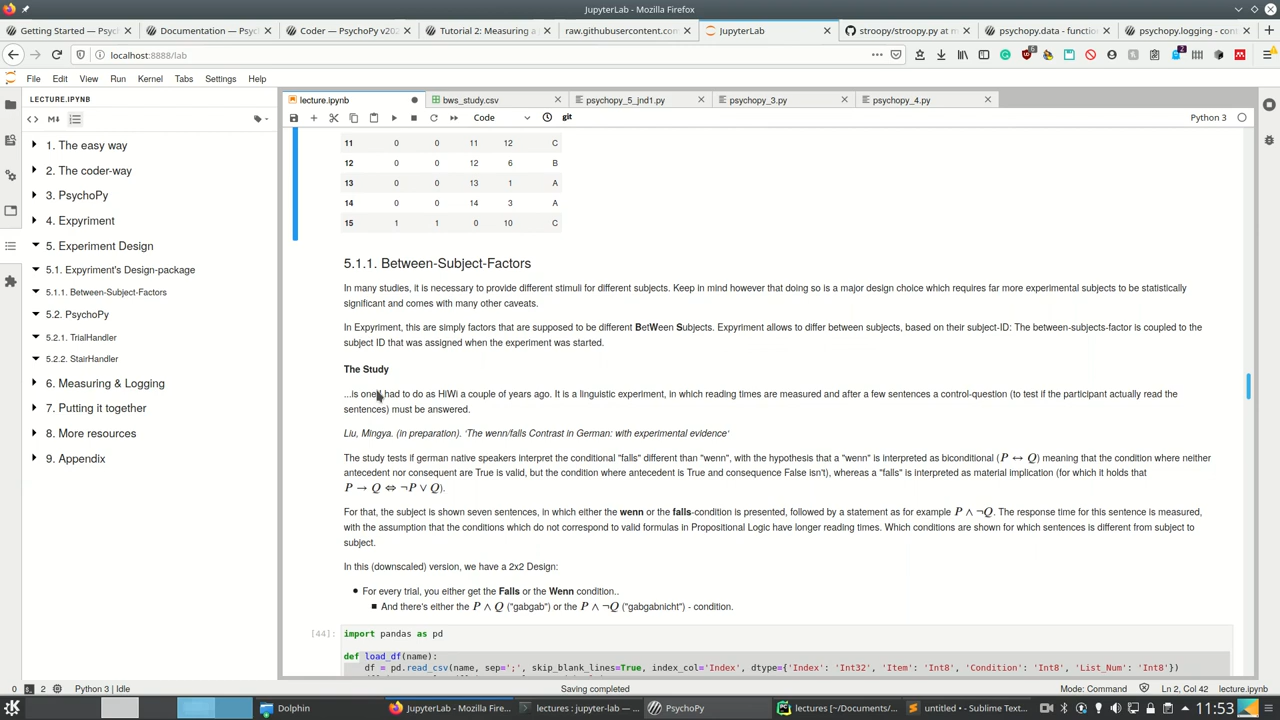 JupyterLab - Mozilla Firefox
Getting Started — Psyc
Documentation — PsychoPy
Coder — PsychoPy v202
Tutorial 2: Measuring a
raw.githubusercontent.com
JupyterLab
stroopy/stroopy.py at m
psychopy.data - function
psychopy.logging - cont
localhost:8888/lab
File Edit View Run Kernel Tabs Settings Help
LECTURE.IPYNB
lecture.ipynb
bws_study.csv
psychopy_5_jnd1.py
psychopy_3.py
psychopy_4.py
Code
git
Python 3
1. The easy way
2. The coder-way
3. PsychoPy
4. Expyriment
5. Experiment Design
5.1. Expyriment's Design-package
5.1.1. Between-Subject-Factors
5.2. PsychoPy
5.2.1. TrialHandler
5.2.2. StairHandler
6. Measuring & Logging
7. Putting it together
8. More resources
9. Appendix
11 0 0 11 12 C
12 0 0 12 6 B
13 0 0 13 1 A
14 0 0 14 3 A
15 1 1 0 10 C
5.1.1. Between-Subject-Factors
In many studies, it is necessary to provide different stimuli for different subjects. Keep in mind however that doing so is a major design choice which requires far more experimental subjects to be statistically
significant and comes with many other caveats.
In Expyriment, this are simply factors that are supposed to be different BetWeen Subjects. Expyriment allows to differ between subjects, based on their subject-ID: The between-subjects-factor is coupled to the
subject ID that was assigned when the experiment was started.
The Study
...is one I had to do as HiWi a couple of years ago. It is a linguistic experiment, in which reading times are measured and after a few sentences a control-question (to test if the participant actually read the
sentences) must be answered.
Liu, Mingya. (in preparation). 'The wenn/falls Contrast in German: with experimental evidence'
The study tests if german native speakers interpret the conditional "falls" different than "wenn", with the hypothesis that a "wenn" is interpreted as biconditional (P ↔ Q) meaning that the condition where neither
antecedent nor consequent are True is valid, but the condition where antecedent is True and consequence False isn't), whereas a "falls" is interpreted as material implication (for which it holds that
P → Q ⇔ ¬P ∨ Q).
For that, the subject is shown seven sentences, in which either the wenn or the falls-condition is presented, followed by a statement as for example P ∧ ¬Q. The response time for this sentence is measured,
with the assumption that the conditions which do not correspond to valid formulas in Propositional Logic have longer reading times. Which conditions are shown for which sentences is different from subject to
subject.
In this (downscaled) version, we have a 2x2 Design:
• For every trial, you either get the Falls or the Wenn condition..
▪ And there's either the P ∧ Q ("gabgab") or the P ∧ ¬Q ("gabgabnicht") - condition.
[44]: import pandas as pd
def load_df(name):
df = pd.read_csv(name, sep=';', skip_blank_lines=True, index_col='Index', dtype={'Index': 'Int32', 'Item': 'Int8', 'Condition': 'Int8', 'List_Num': 'Int8'})
0 2 Python 3 | Idle
Saving completed
Mode: Command
Ln 2, Col 42
lecture.ipynb
Dolphin
Mozilla Firefo...
lectures : jupyter-lab —...
PsychoPy
lectures [~/Documents/...
untitled • - Sublime Text...
11:53